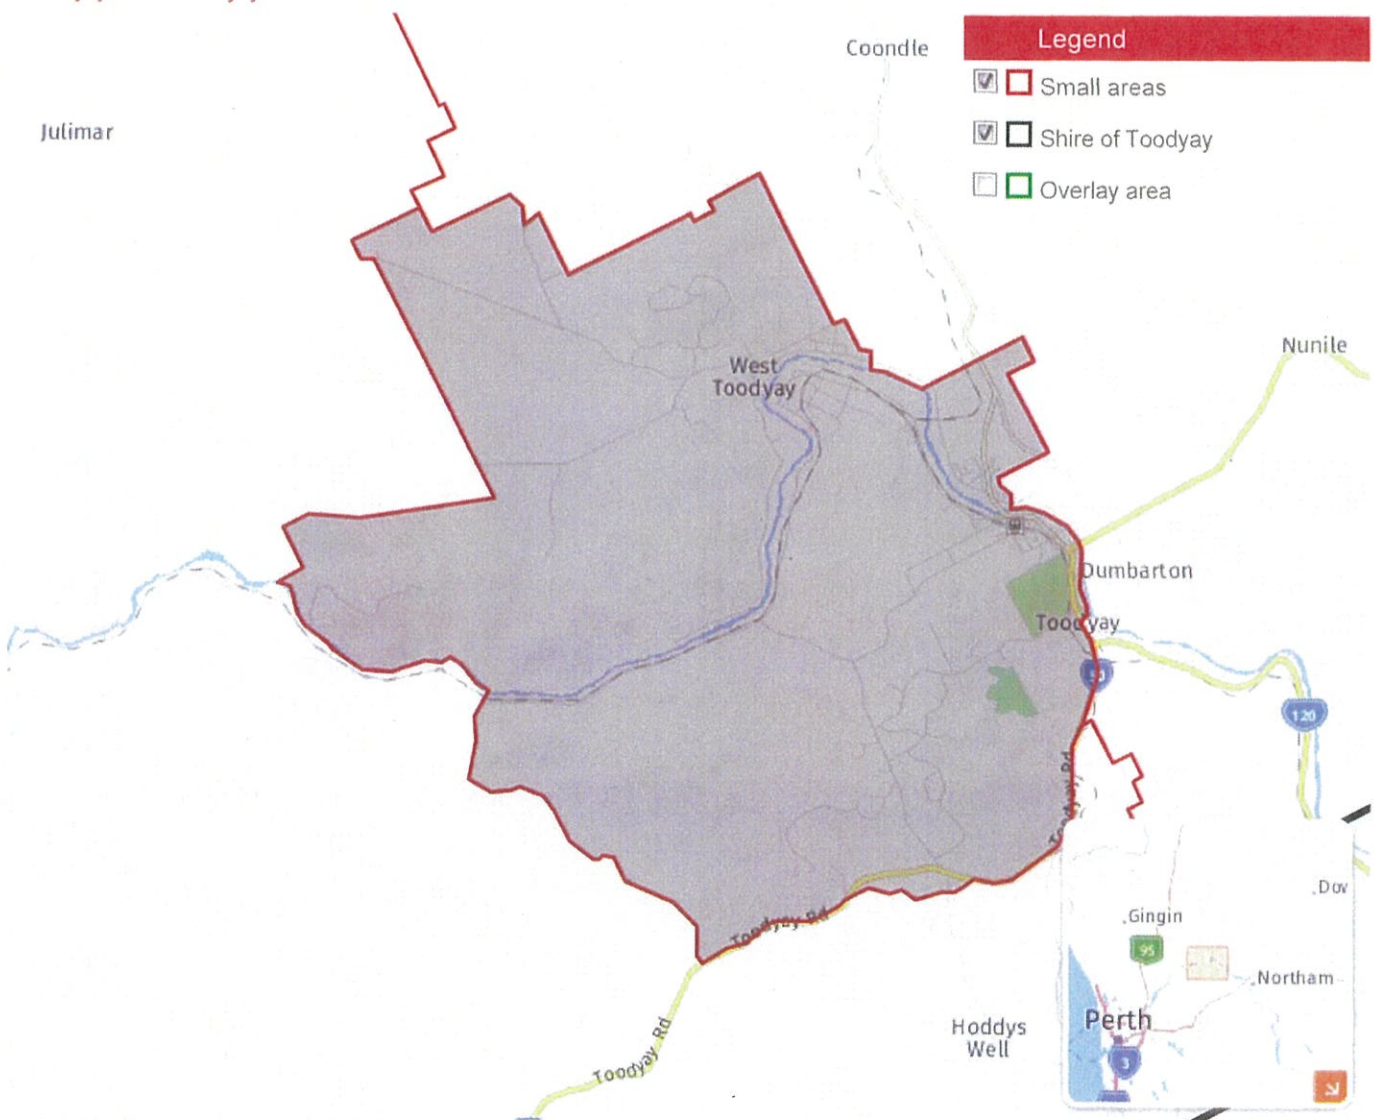 Coondle
Legend
Small areas
Julimar
Shire of Toodyay
Overlay area
Nunile
West
Toodyay
Dumbarton
Toodyay
120
Toodyay Rd
Toodyay Rd
Toodyay Rd
.Dov
.Gingin
95
.Northam
Hoddys
Well
Perth
3